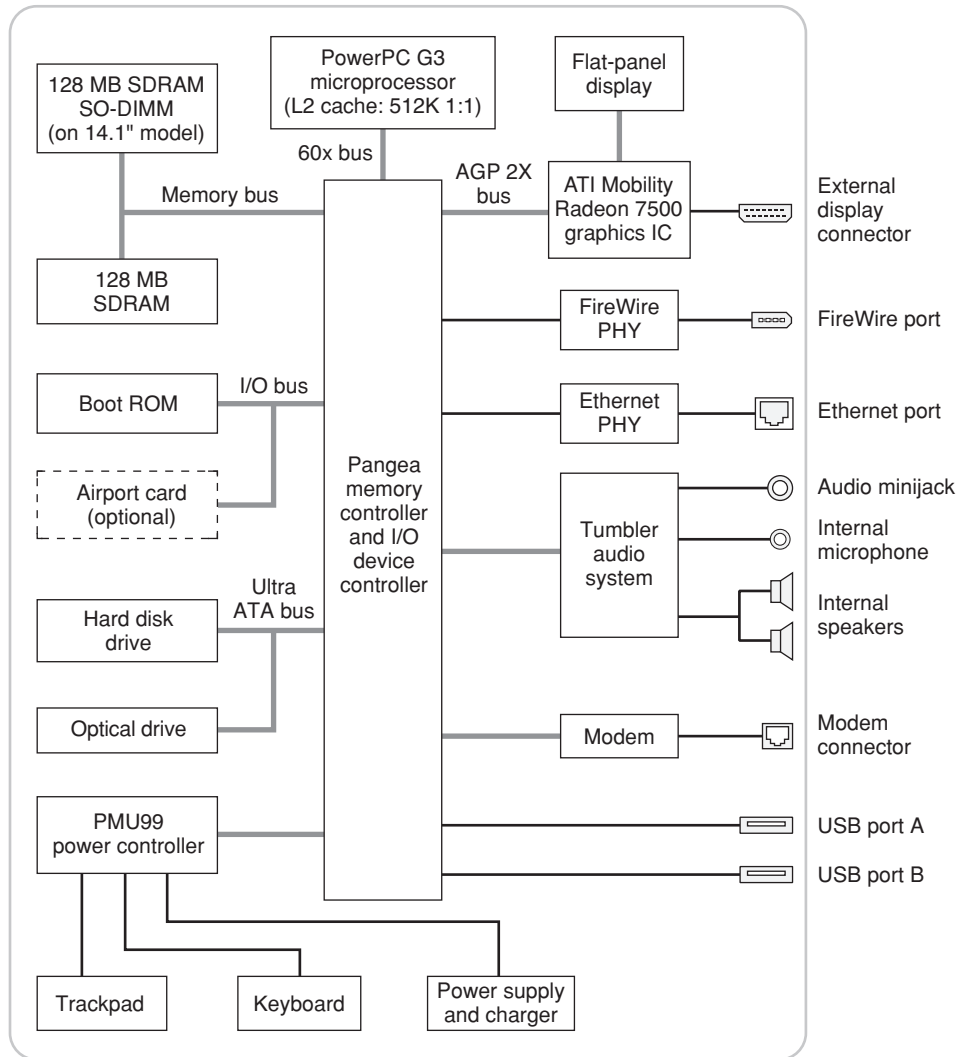 128 MB SDRAM
SO-DIMM
(on 14.1" model)
PowerPC G3
microprocessor
(L2 cache: 512K 1:1)
Flat-panel
display
60x bus
Memory bus
AGP 2X
bus
ATI Mobility
Radeon 7500
graphics IC
External
display
connector
128 MB
SDRAM
FireWire
PHY
FireWire port
Boot ROM
I/O bus
Ethernet
PHY
Ethernet port
Airport card
(optional)
Pangea
memory
controller
and I/O
device
controller
Tumbler
audio
system
Audio minijack
Internal
microphone
Internal
speakers
Ultra
ATA bus
Hard disk
drive
Optical drive
Modem
Modem
connector
PMU99
power controller
USB port A
USB port B
Trackpad
Keyboard
Power supply
and charger